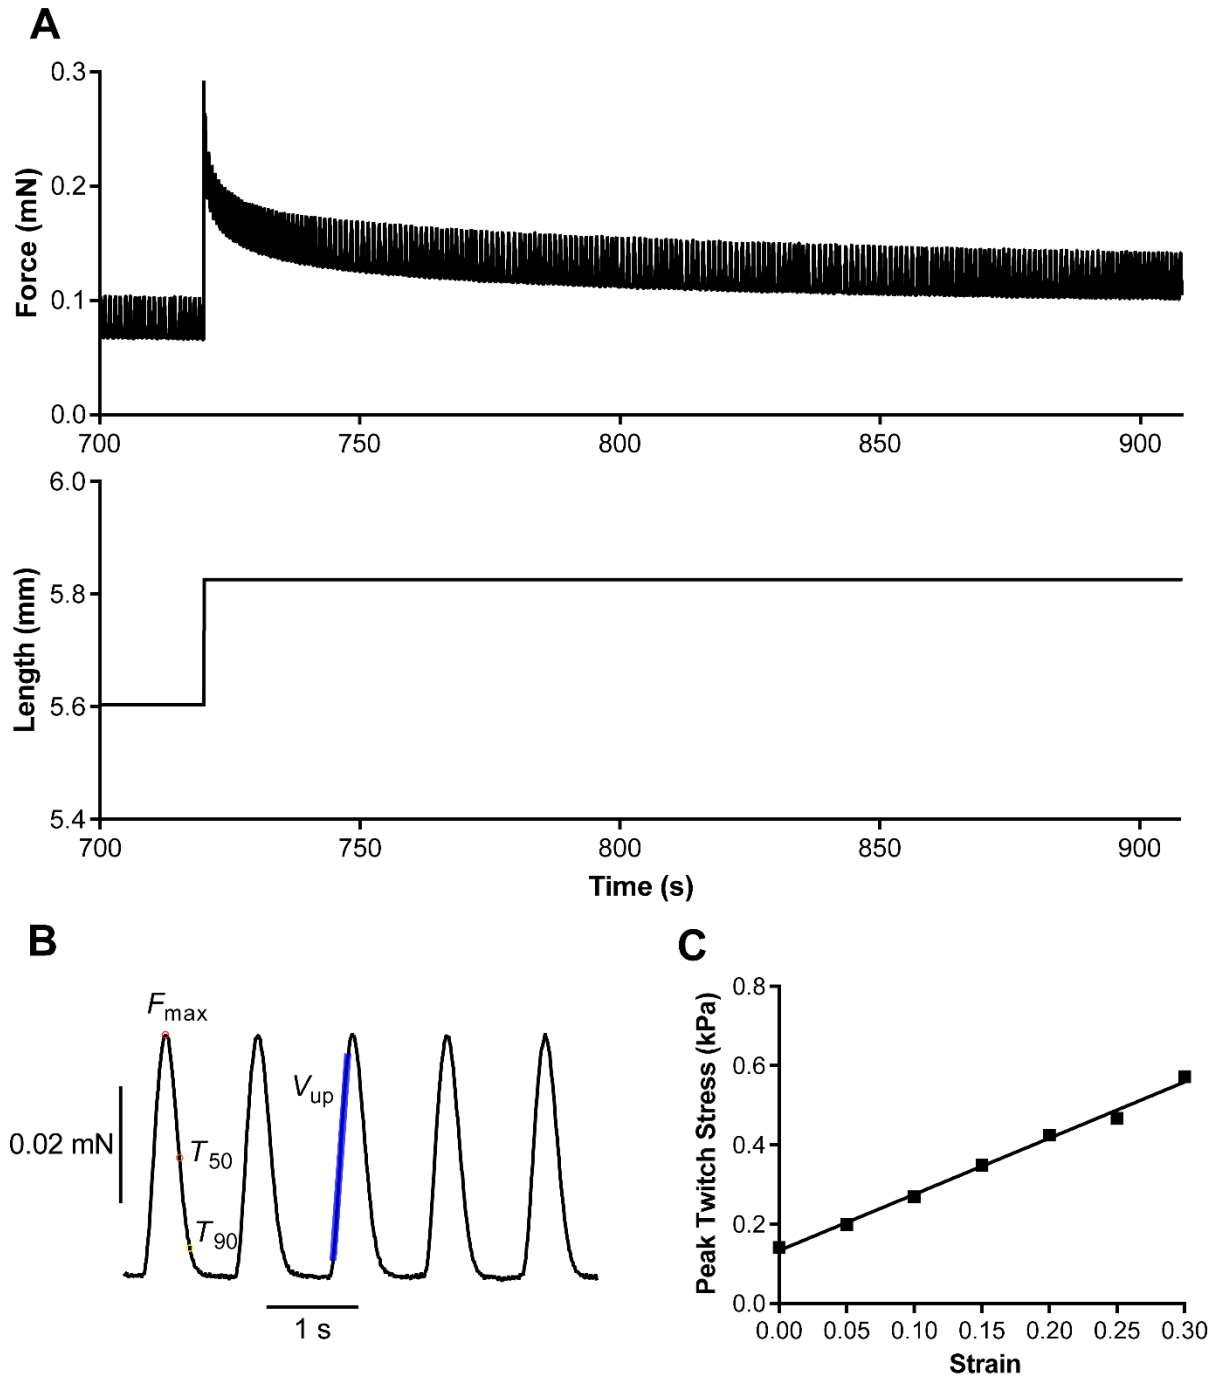 A
Force (mN)
0.3
0.2
0.1
0.0
700 750 800 850 900
Length (mm)
6.0
5.8
5.6
5.4
700 750 800 850 900
Time (s)
B
Fmax
Vup
0.02 mN
T50
T90
1 s
C
Peak Twitch Stress (kPa)
0.8
0.6
0.4
0.2
0.0
0.00 0.05 0.10 0.15 0.20 0.25 0.30
Strain